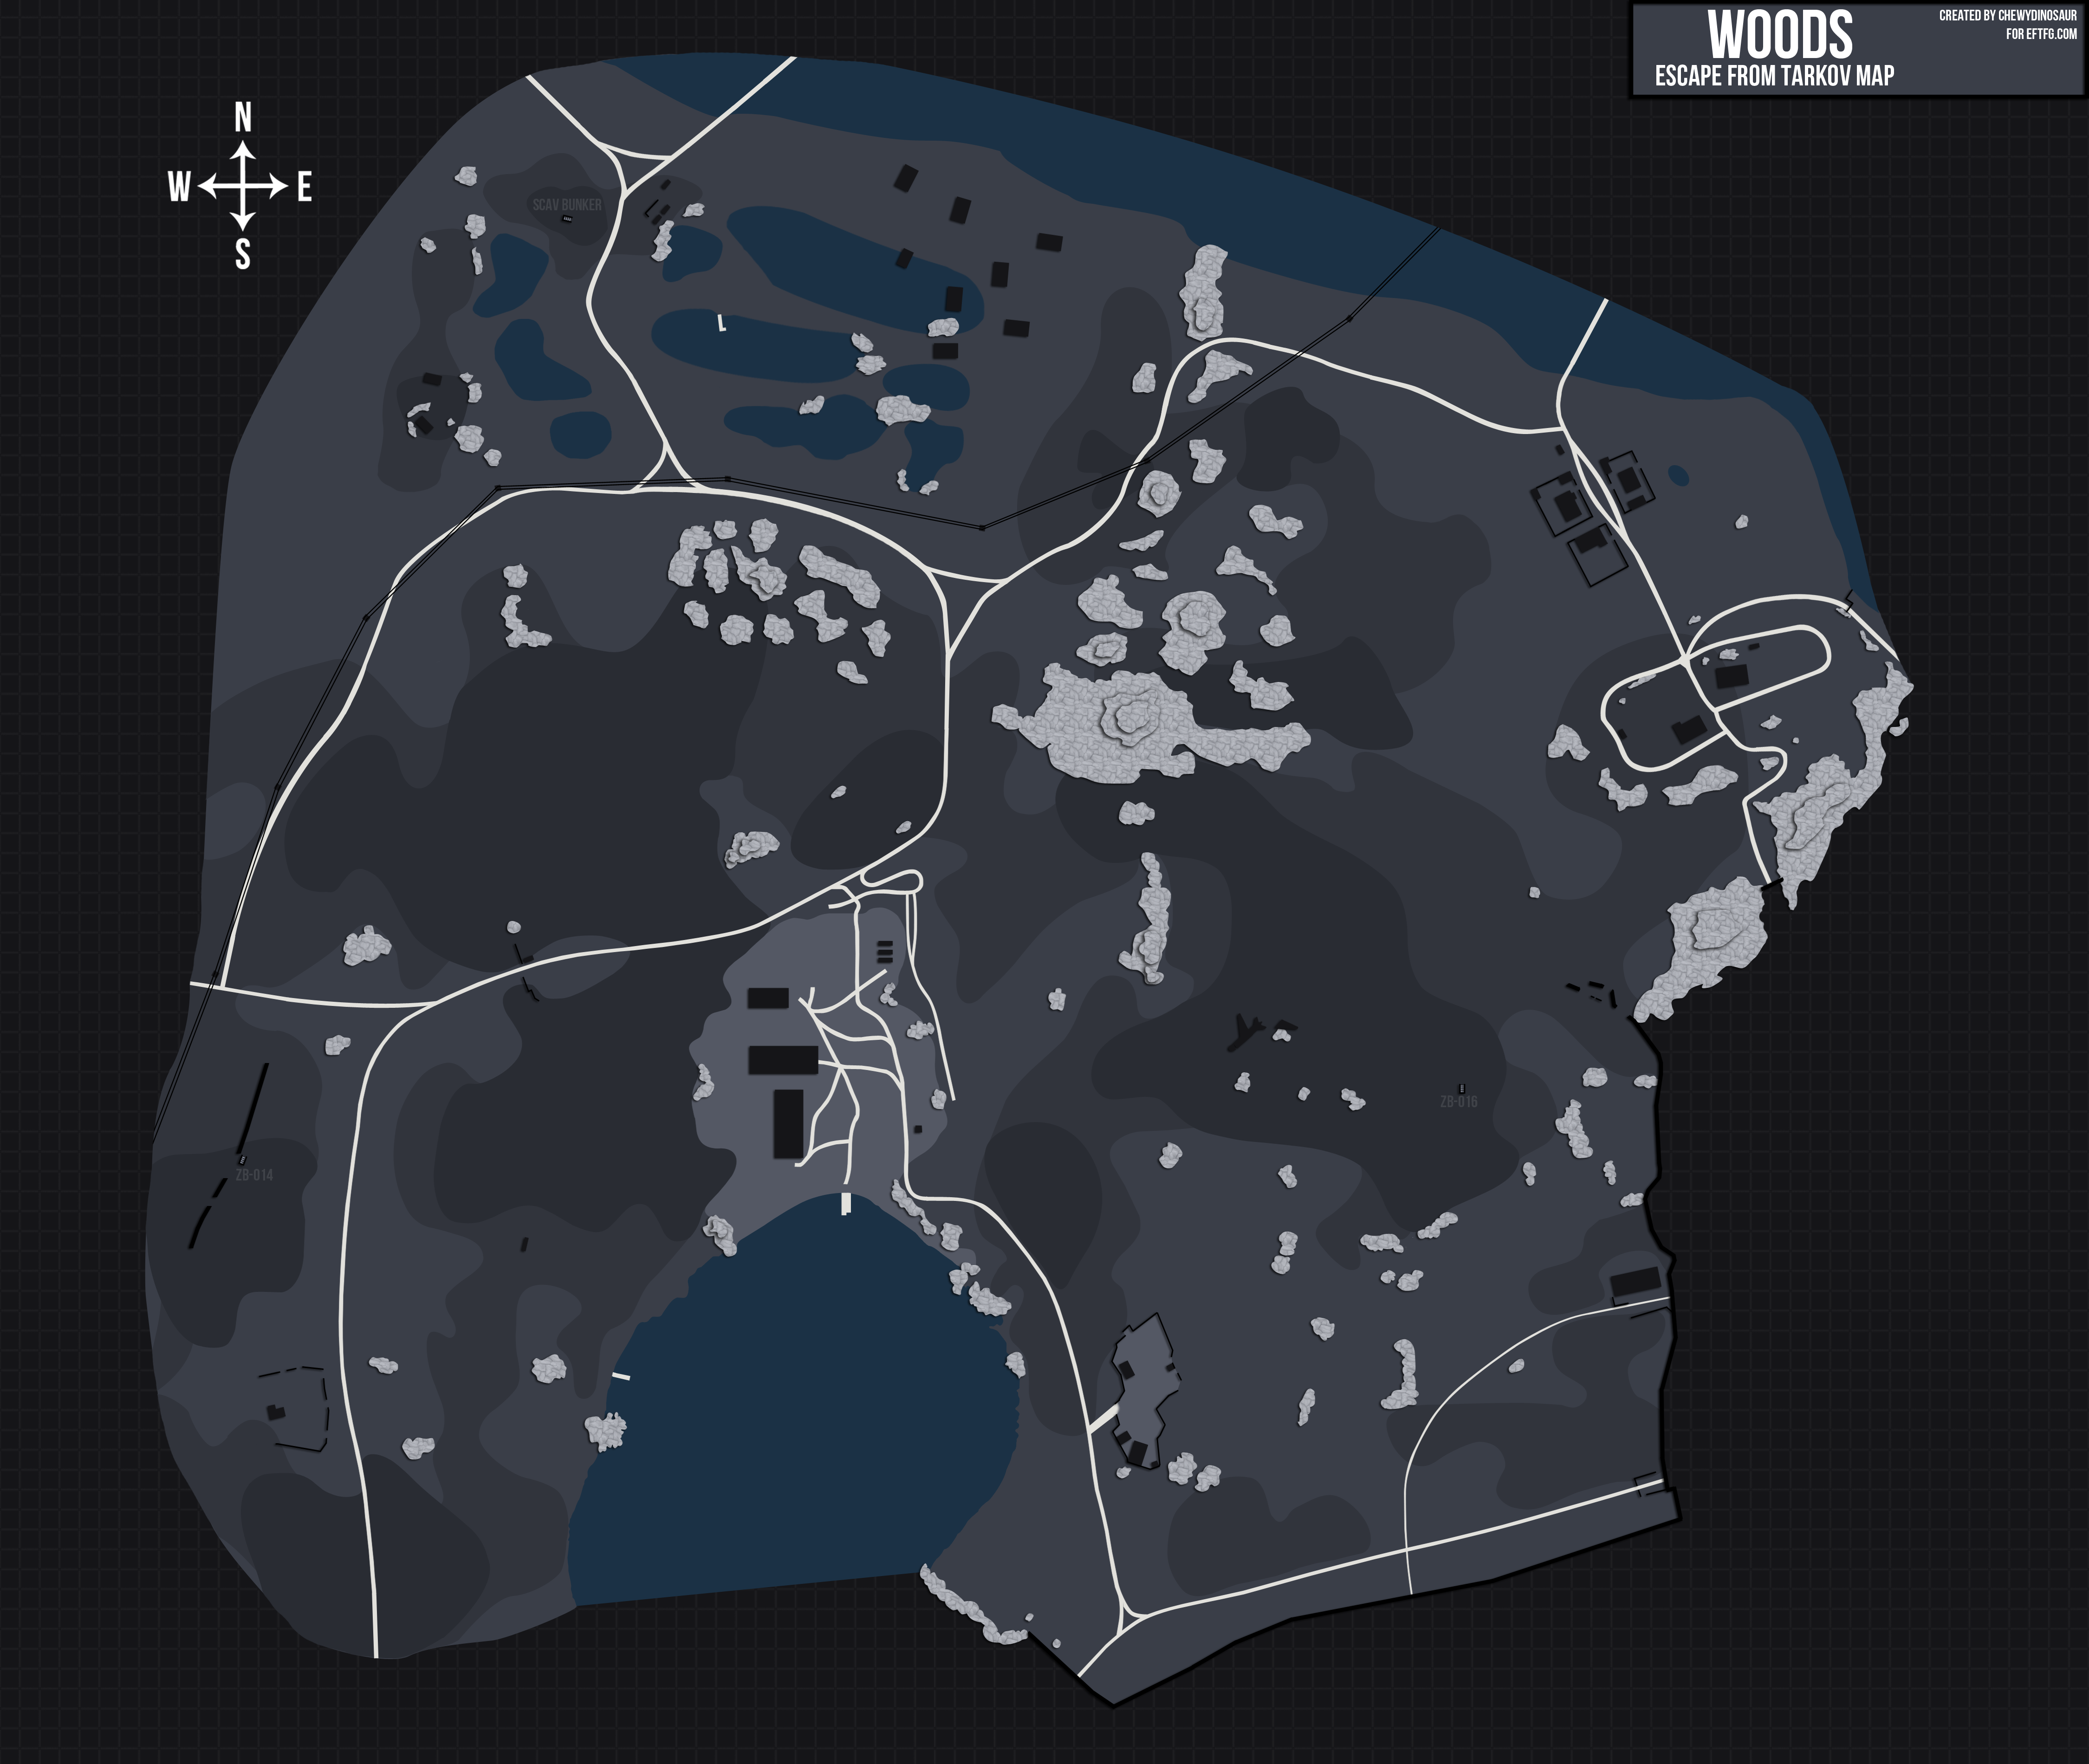 WOODS
ESCAPE FROM TARKOV MAP
CREATED BY CHEWYDINOSAUR
FOR EFTFG.COM
N
W E
S
SCAV BUNKER
ZB-016
ZB-014